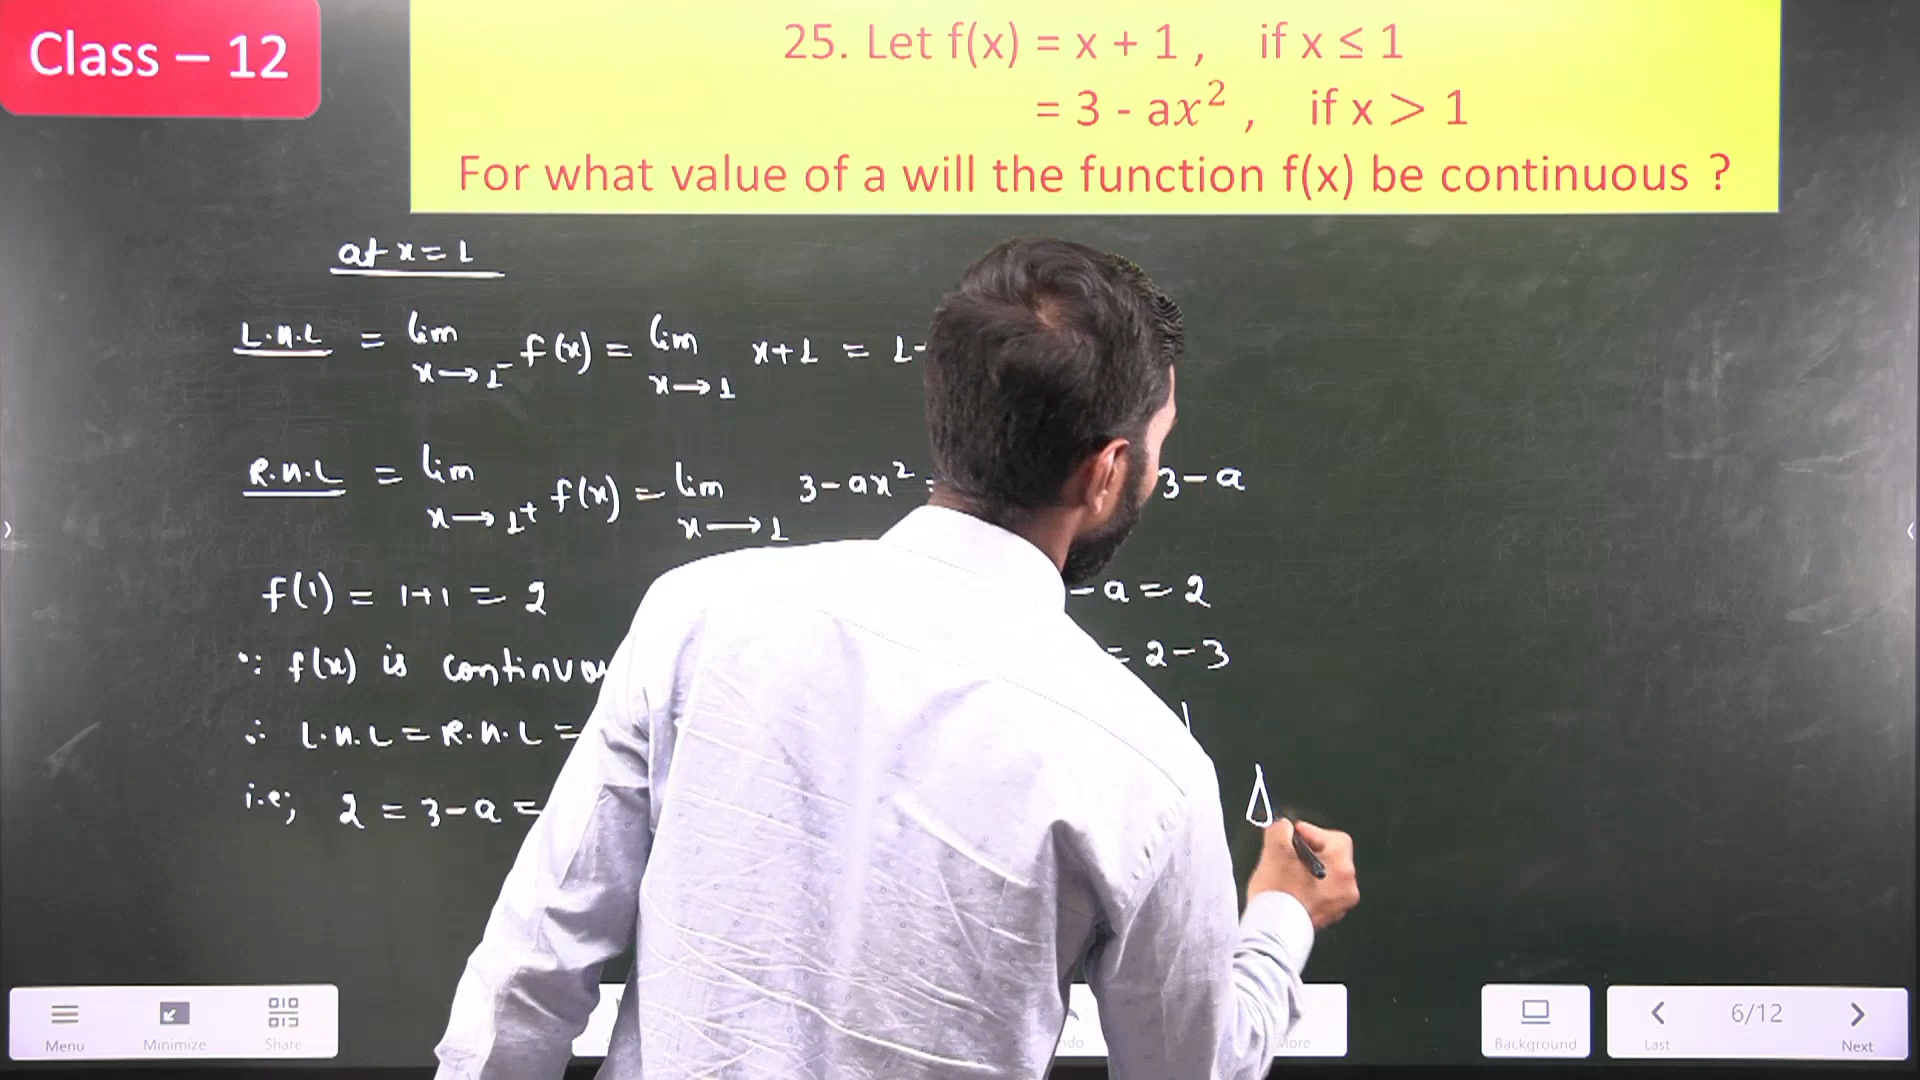 Class – 12
25. Let f(x) = x + 1 , if x ≤ 1
= 3 - ax² , if x > 1
For what value of a will the function f(x) be continuous ?
at x = 1
L.H.L = lim x→1⁻ f(x) = lim x→1 x+1 = 1
R.H.L = lim x→1⁺ f(x) = lim x→1 3-ax² = 3-a
f(1) = 1+1 = 2
-a = 2
∵ f(x) is
= 2-3
∴ L.H.L = R.H.L =
i.e; 2 = 3-a =
Menu
Minimize
Share
Background
Last
6/12
Next